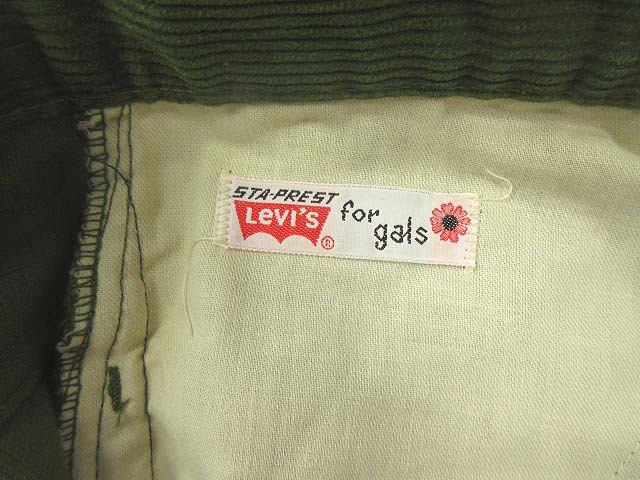 STA-PREST
LEVI'S ®
for
gals